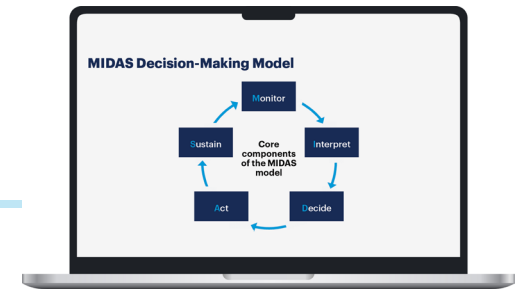 MIDAS Decision-Making Model
Monitor
Sustain
Core
components
of the MIDAS
model
Interpret
Act
Decide